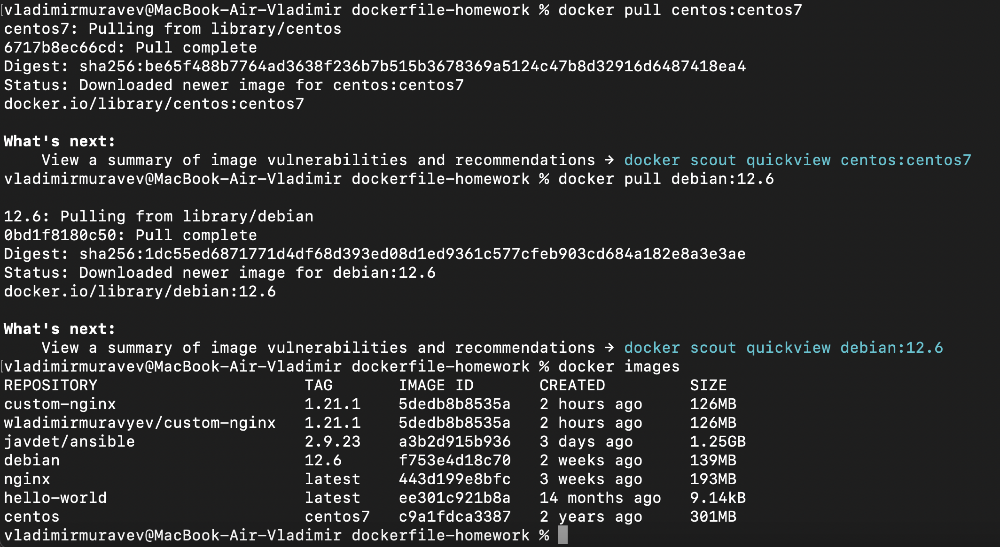 vladimirmuravev@MacBook-Air-Vladimir dockerfile-homework % docker pull centos:centos7
centos7: Pulling from library/centos
6717b8ec66cd: Pull complete
Digest: sha256:be65f488b7764ad3638f236b7b515b3678369a5124c47b8d32916d6487418ea4
Status: Downloaded newer image for centos:centos7
docker.io/library/centos:centos7
What's next:
View a summary of image vulnerabilities and recommendations → docker scout quickview centos:centos7
vladimirmuravev@MacBook-Air-Vladimir dockerfile-homework % docker pull debian:12.6
12.6: Pulling from library/debian
0bd1f8180c50: Pull complete
Digest: sha256:1dc55ed6871771d4df68d393ed08d1ed9361c577cfeb903cd684a182e8a3e3ae
Status: Downloaded newer image for debian:12.6
docker.io/library/debian:12.6
What's next:
View a summary of image vulnerabilities and recommendations → docker scout quickview debian:12.6
vladimirmuravev@MacBook-Air-Vladimir dockerfile-homework % docker images
REPOSITORY TAG IMAGE ID CREATED SIZE
custom-nginx 1.21.1 5dedb8b8535a 2 hours ago 126MB
wladimirmuravyev/custom-nginx 1.21.1 5dedb8b8535a 2 hours ago 126MB
javdet/ansible 2.9.23 a3b2d915b936 3 days ago 1.25GB
debian 12.6 f753e4d18c70 2 weeks ago 139MB
nginx latest 443d199e8bfc 3 weeks ago 193MB
hello-world latest ee301c921b8a 14 months ago 9.14kB
centos centos7 c9a1fdca3387 2 years ago 301MB
vladimirmuravev@MacBook-Air-Vladimir dockerfile-homework %